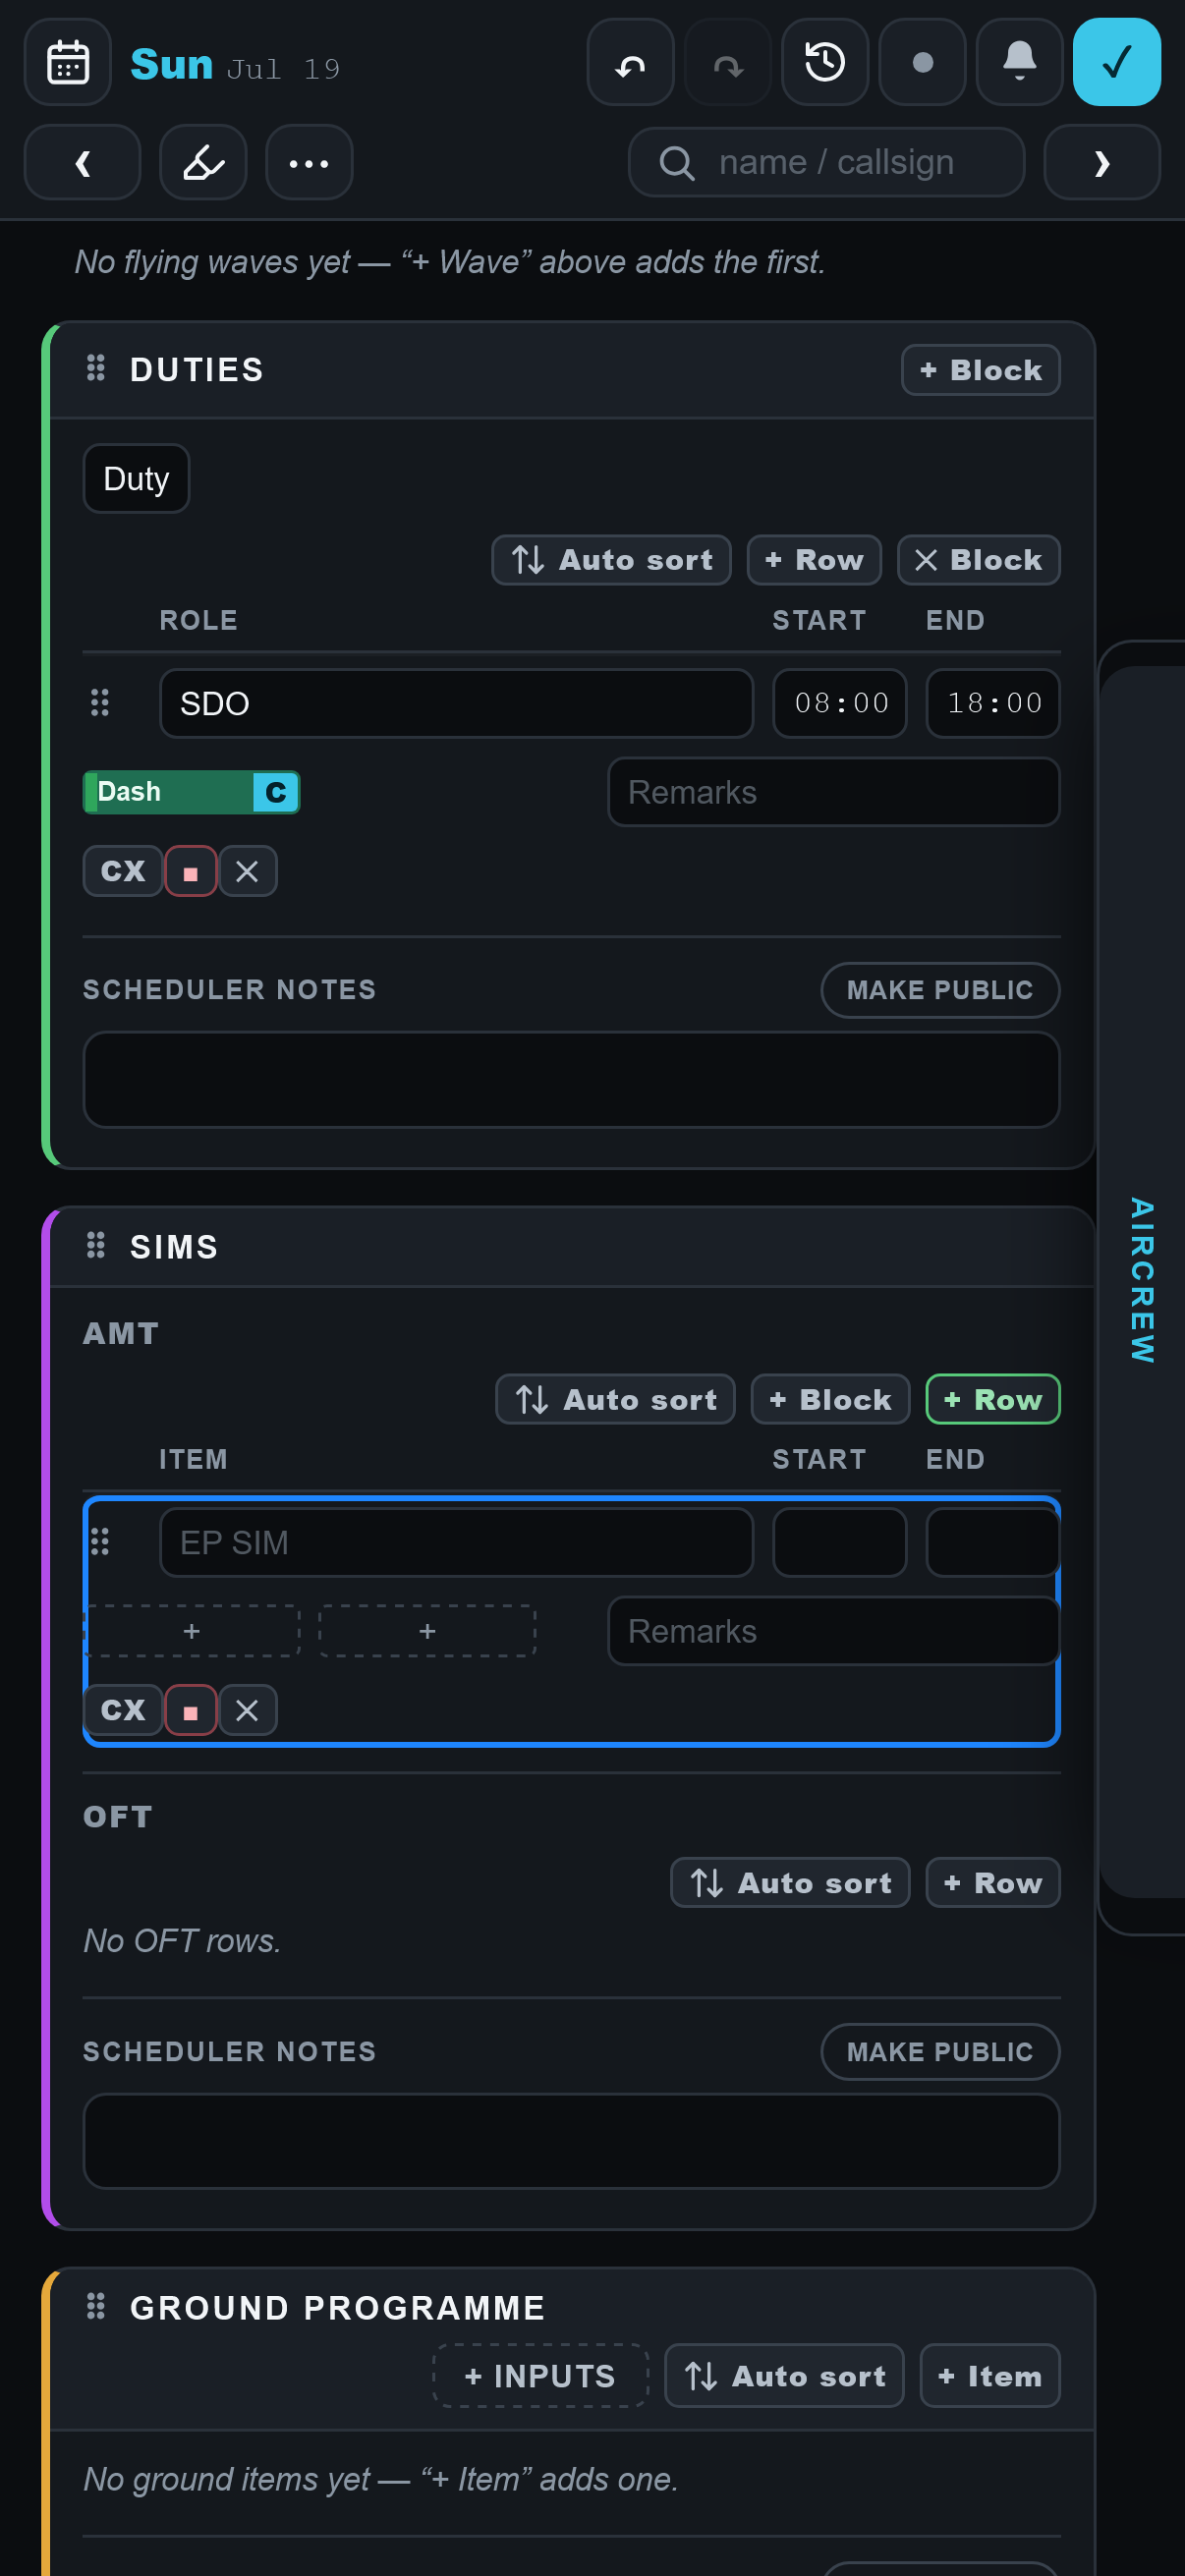 Sun Jul 19
name / callsign
No flying waves yet — “+ Wave” above adds the first.
DUTIES
+ Block
Duty
Auto sort
+ Row
× Block
ROLE START END
SDO 08:00 18:00
Dash C
Remarks
CX
SCHEDULER NOTES
MAKE PUBLIC
SIMS
AMT
Auto sort
+ Block
+ Row
ITEM START END
EP SIM
+ +
Remarks
CX
OFT
Auto sort
+ Row
No OFT rows.
SCHEDULER NOTES
MAKE PUBLIC
AIRCREW
GROUND PROGRAMME
+ INPUTS
Auto sort
+ Item
No ground items yet — “+ Item” adds one.